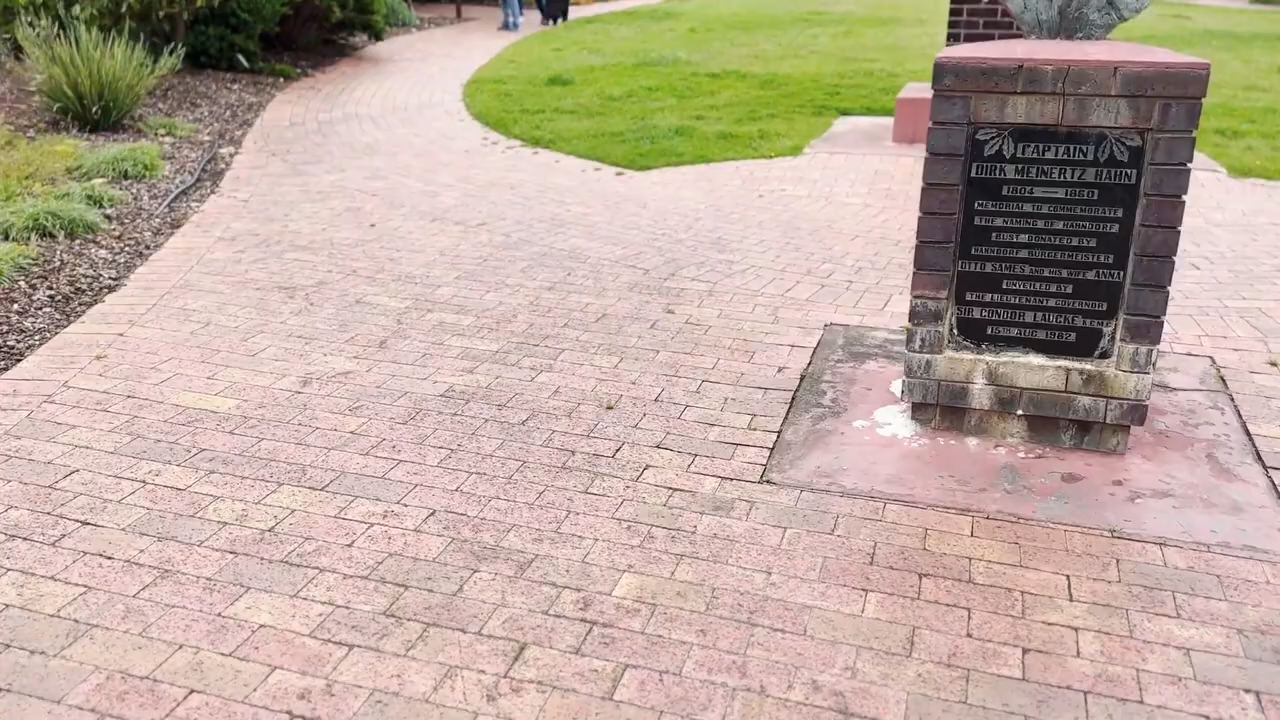 CAPTAIN
DIRK MEINERTZ HAHN
1804 — 1860
MEMORIAL TO COMMEMORATE
THE NAMING OF HAHNDORF.
BUST DONATED BY
HAHNDORF BURGERMEISTER
OTTO SAMES AND HIS WIFE ANNA
UNVEILED BY
THE LIEUTENANT GOVERNOR
SIR CONDOR LAUCKE K.C.M.G.
15TH AUG. 1982